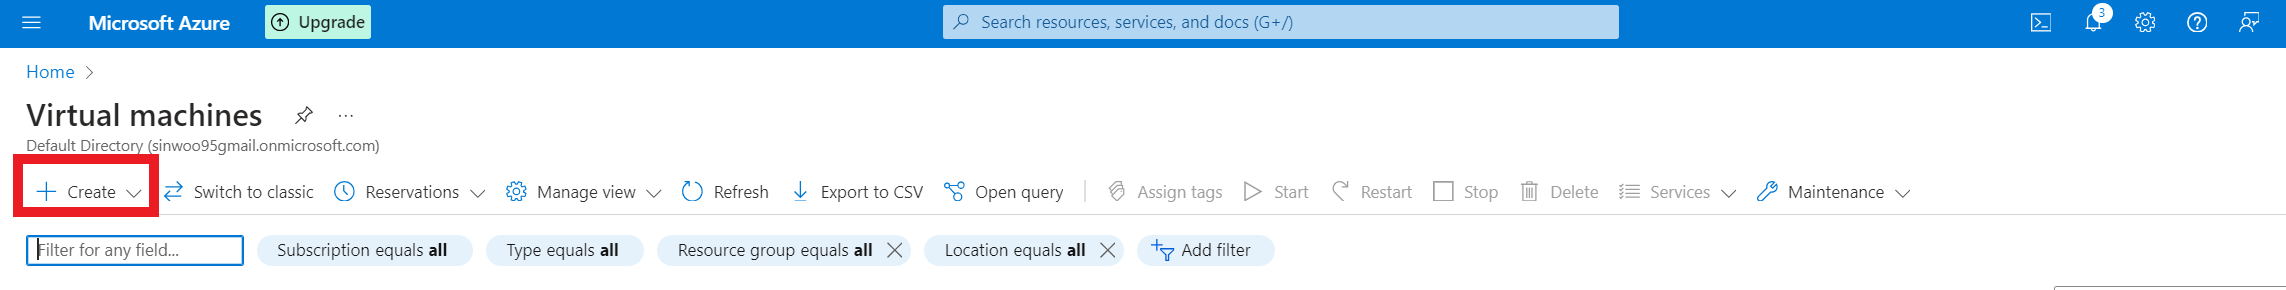 Microsoft Azure Upgrade Search resources, services, and docs (G+/) 3
Home
Virtual machines ...
Default Directory (sinwoo95gmail.onmicrosoft.com)
Create Switch to classic Reservations Manage view Refresh Export to CSV Open query Assign tags Start Restart Stop Delete Services Maintenance
Filter for any field... Subscription equals all Type equals all Resource group equals all Location equals all Add filter